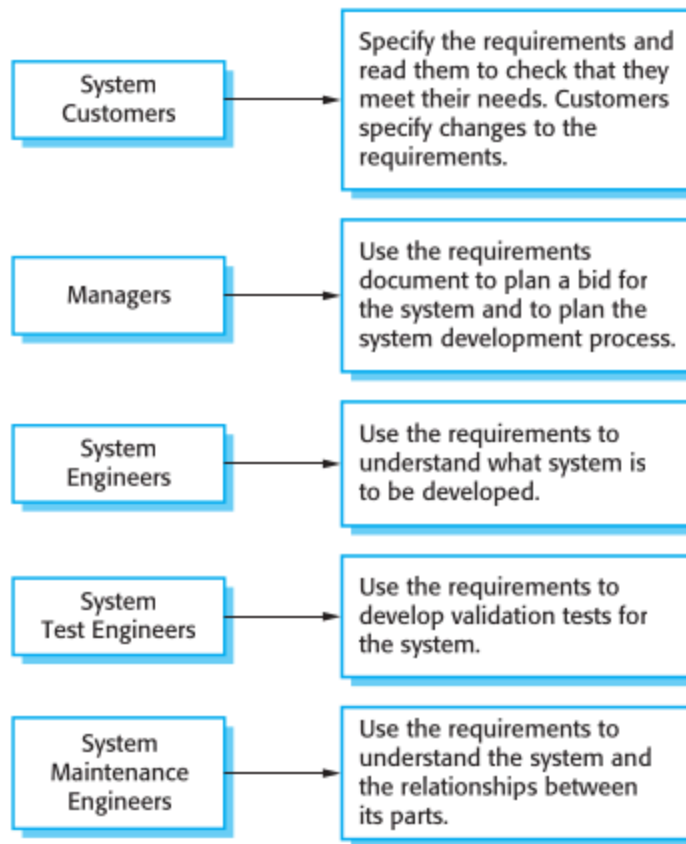 System
Customers
Specify the requirements and
read them to check that they
meet their needs. Customers
specify changes to the
requirements.
Managers
Use the requirements
document to plan a bid for
the system and to plan the
system development process.
System
Engineers
Use the requirements to
understand what system is
to be developed.
System
Test Engineers
Use the requirements to
develop validation tests for
the system.
System
Maintenance
Engineers
Use the requirements to
understand the system and
the relationships between
its parts.